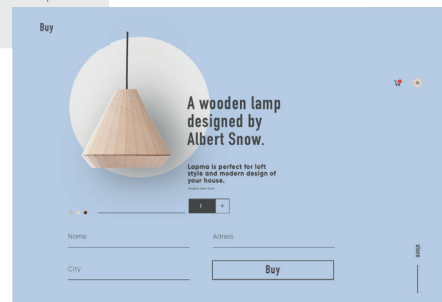 Buy
A wooden lamp
designed by
Albert Snow.
Lapma is perfect for loft
style and modern design of
your house.
1 +
Name
Adress
City
Buy